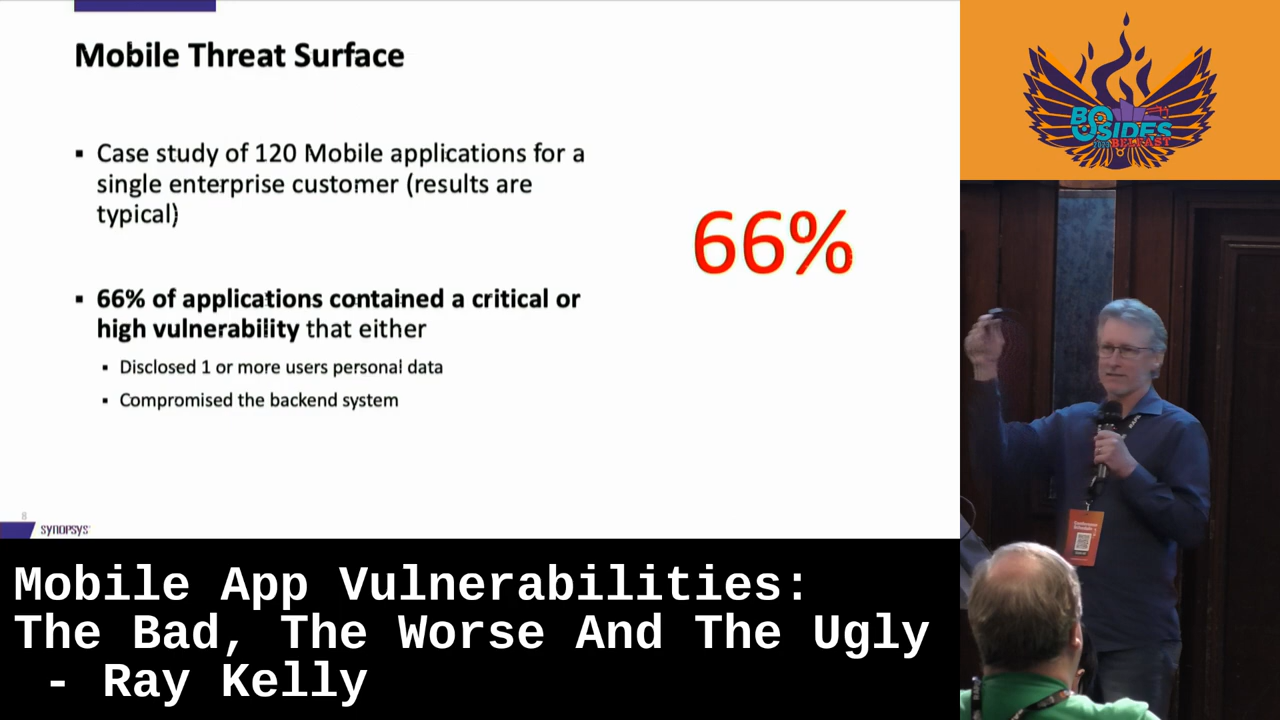 Mobile Threat Surface
▪ Case study of 120 Mobile applications for a
single enterprise customer (results are
typical)
66%
▪ 66% of applications contained a critical or
high vulnerability that either
▪ Disclosed 1 or more users personal data
▪ Compromised the backend system
8
SYNOPSYS
BSIDES
BELFAST
Mobile App Vulnerabilities:
The Bad, The Worse And The Ugly
- Ray Kelly